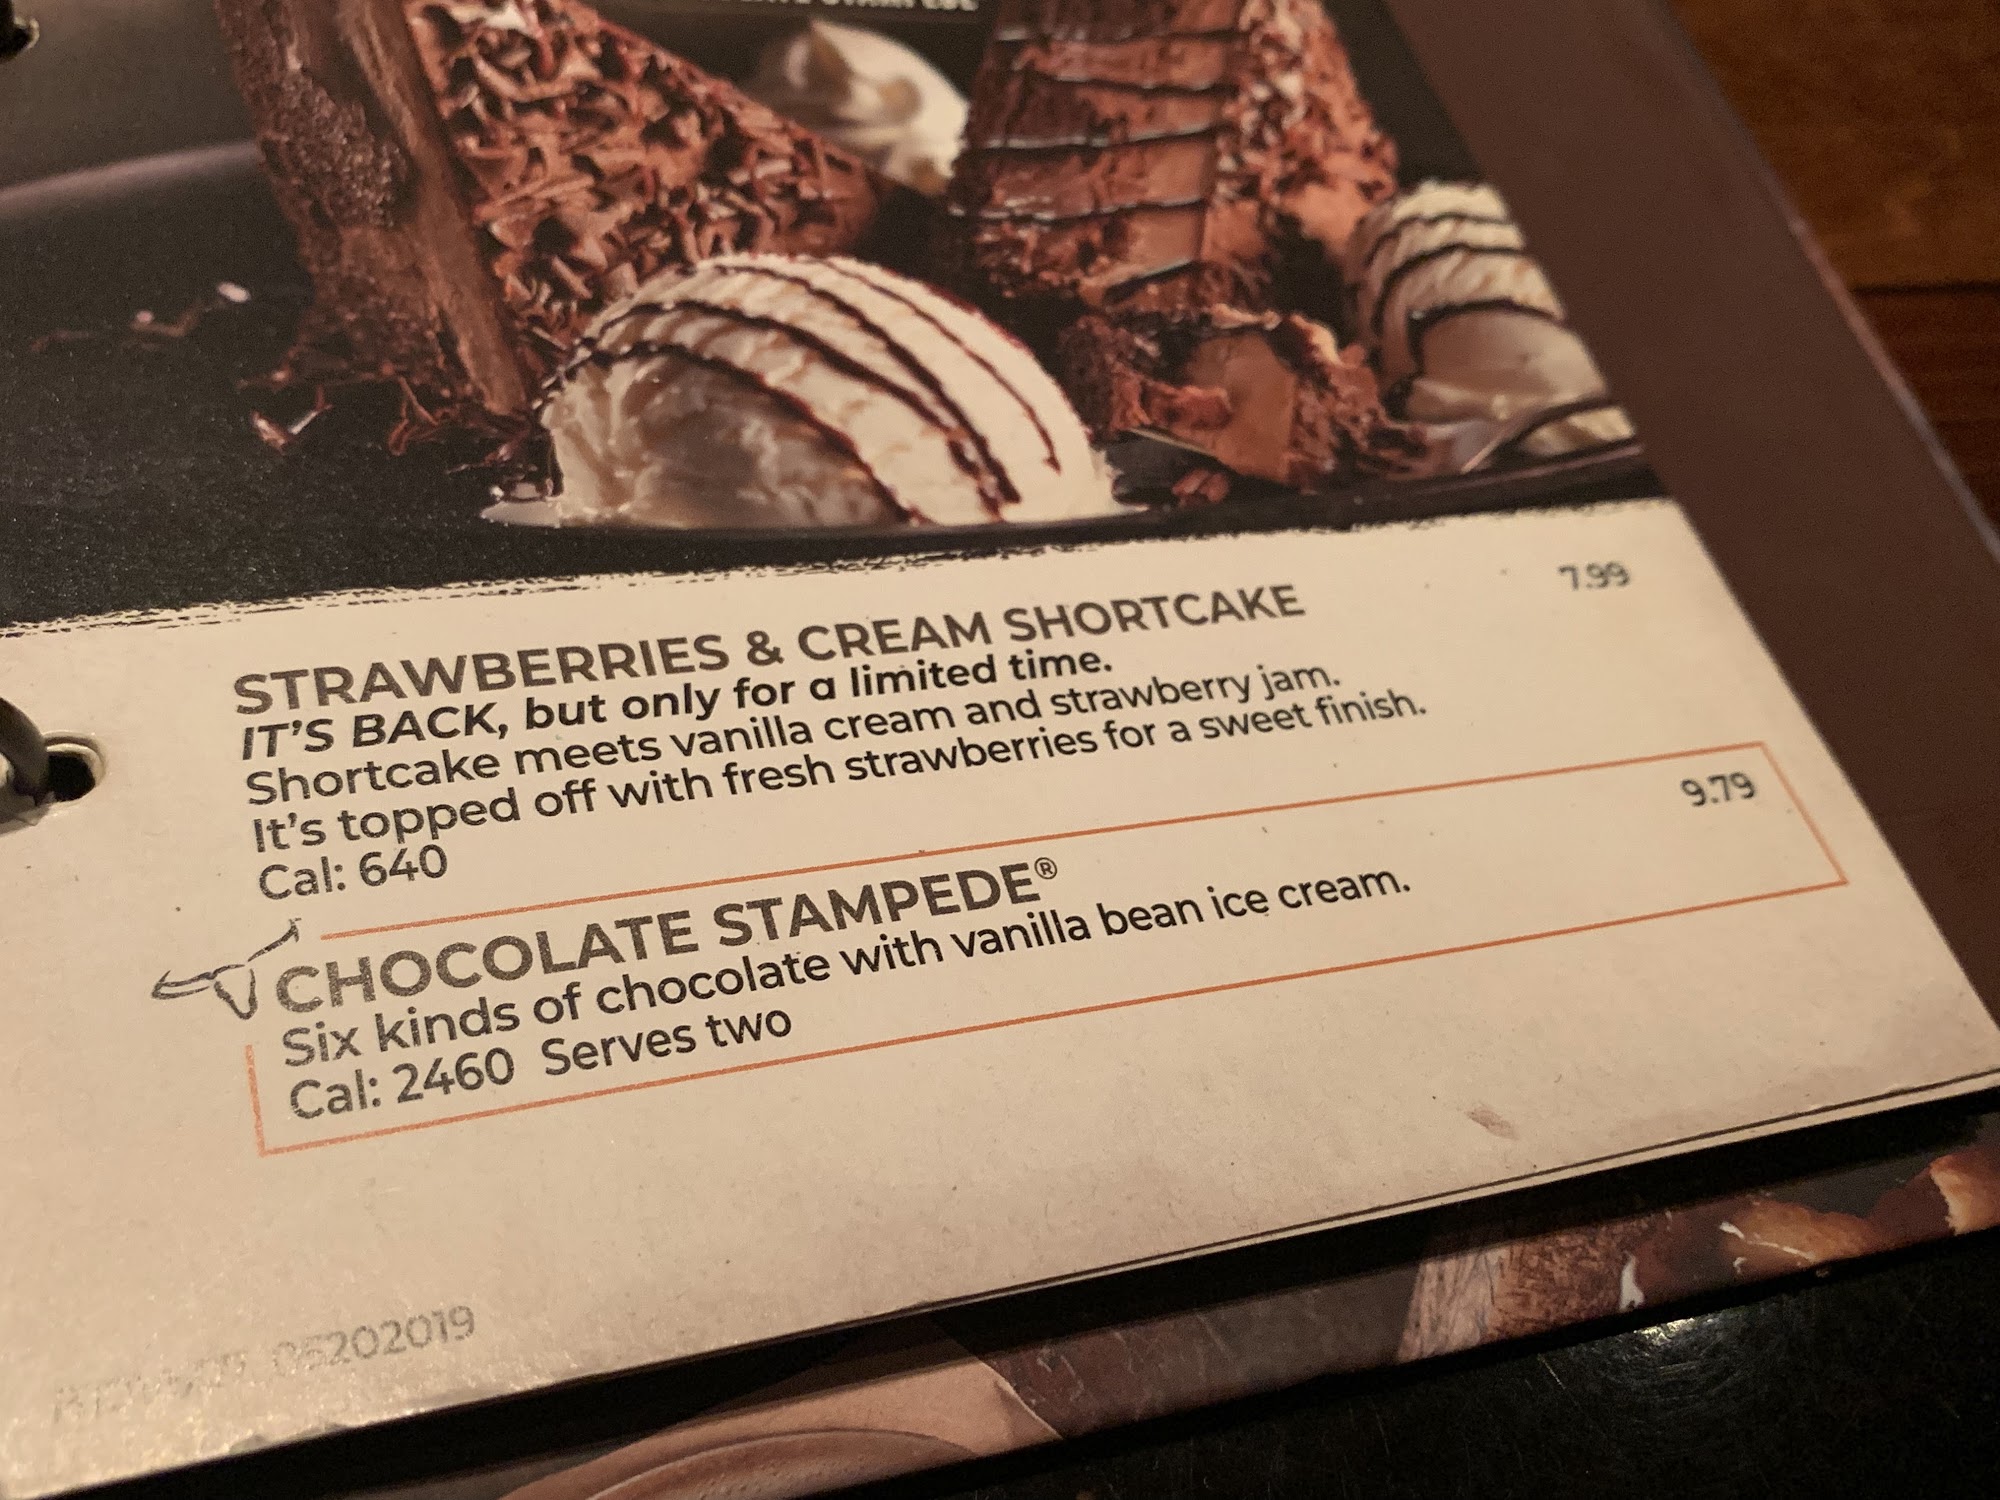 STRAWBERRIES & CREAM SHORTCAKE 7.99
IT'S BACK, but only for a limited time.
Shortcake meets vanilla cream and strawberry jam.
It's topped off with fresh strawberries for a sweet finish.
Cal: 640
CHOCOLATE STAMPEDE® 9.79
Six kinds of chocolate with vanilla bean ice cream.
Cal: 2460 Serves two
05202019